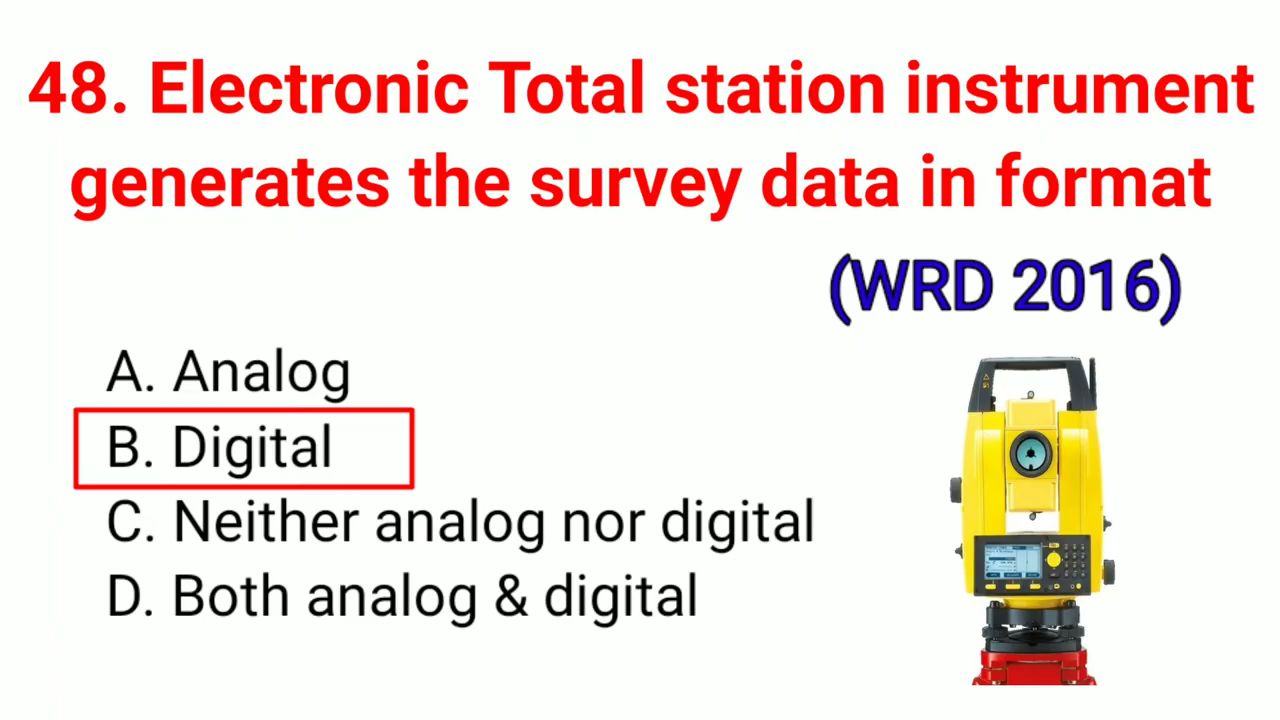 48. Electronic Total station instrument
generates the survey data in format
(WRD 2016)
A. Analog
B. Digital
C. Neither analog nor digital
D. Both analog & digital